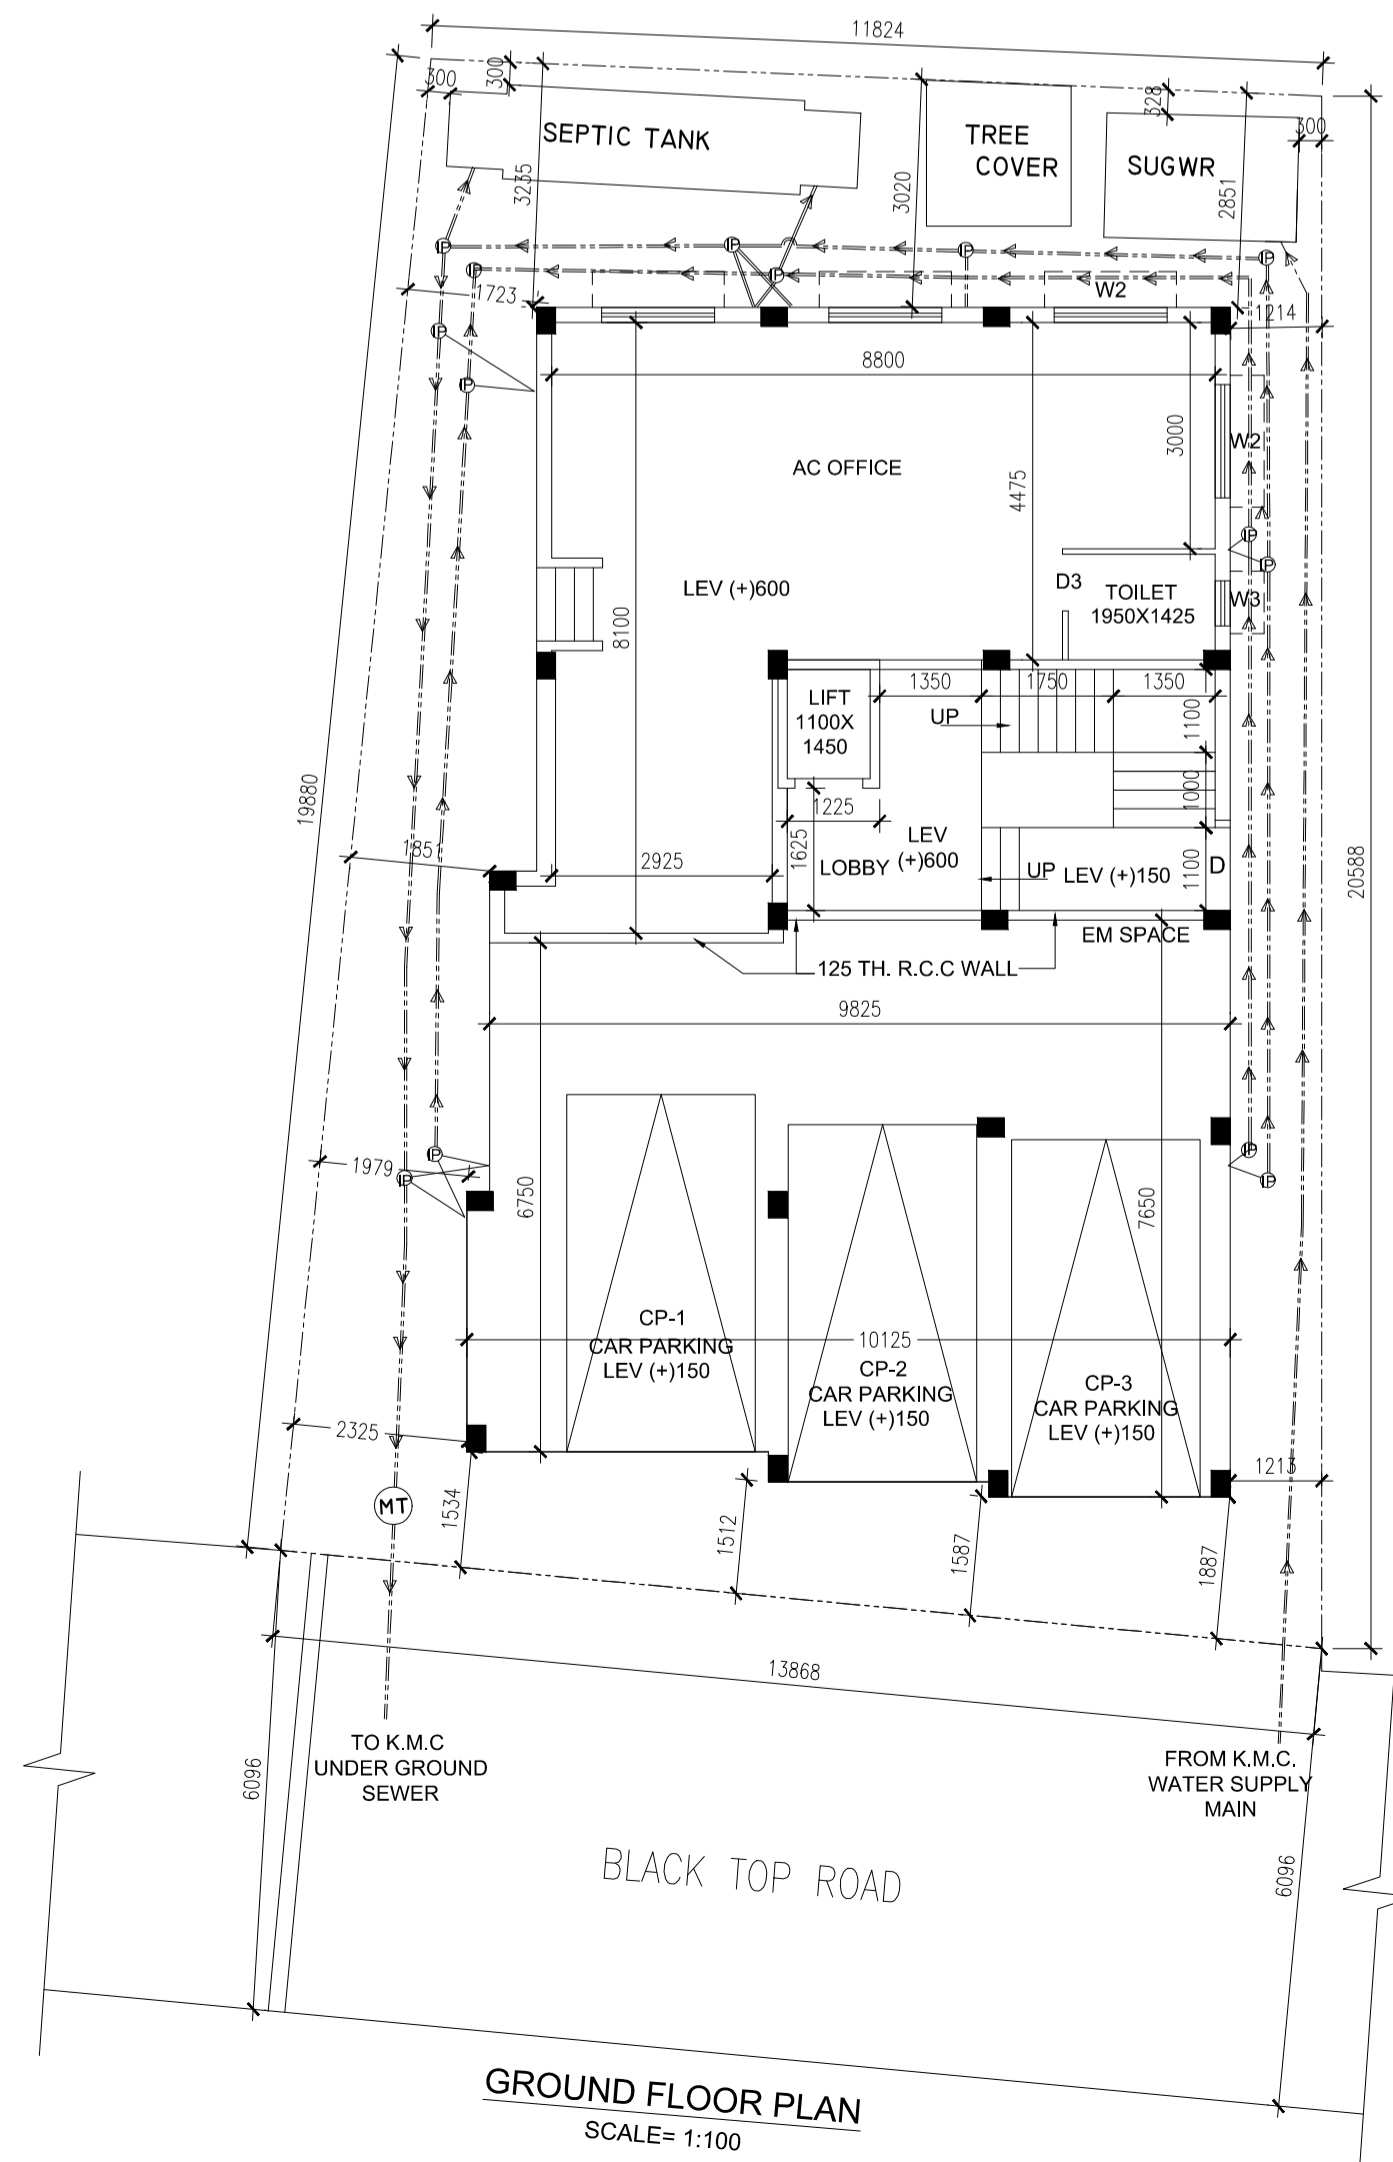 11824
300
300
328
300
SEPTIC TANK
TREE
COVER
SUGWR
3235
3020
2851
1723
W2
1214
8800
3000
W2
AC OFFICE
4475
LEV (+)600
D3
TOILET
1950X1425
W3
8100
19880
20588
LIFT
1100X
1450
1350
1750
1350
UP
1100
1000
1225
1625
LEV
(+)600
LOBBY
1851
2925
UP
LEV (+)150
1100
D
EM SPACE
125 TH. R.C.C WALL
9825
1979
6750
7650
CP-1
CAR PARKING
LEV (+)150
10125
CP-2
CAR PARKING
LEV (+)150
CP-3
CAR PARKING
LEV (+)150
2325
1213
MT
1534
1512
1587
1887
13868
TO K.M.C
UNDER GROUND
SEWER
FROM K.M.C.
WATER SUPPLY
MAIN
6096
6096
BLACK TOP ROAD
GROUND FLOOR PLAN
SCALE= 1:100